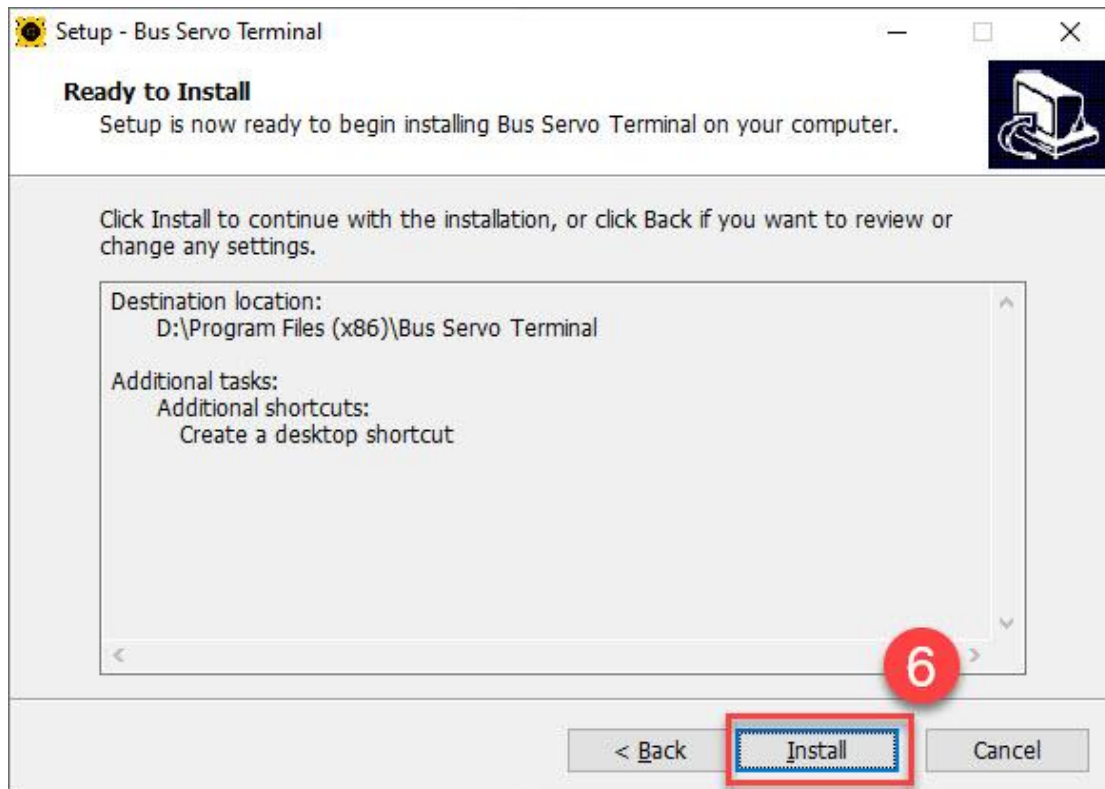 Setup - Bus Servo Terminal
Ready to Install
Setup is now ready to begin installing Bus Servo Terminal on your computer.
Click Install to continue with the installation, or click Back if you want to review or
change any settings.
Destination location:
D:\Program Files (x86)\Bus Servo Terminal
Additional tasks:
Additional shortcuts:
Create a desktop shortcut
6
< Back Install Cancel